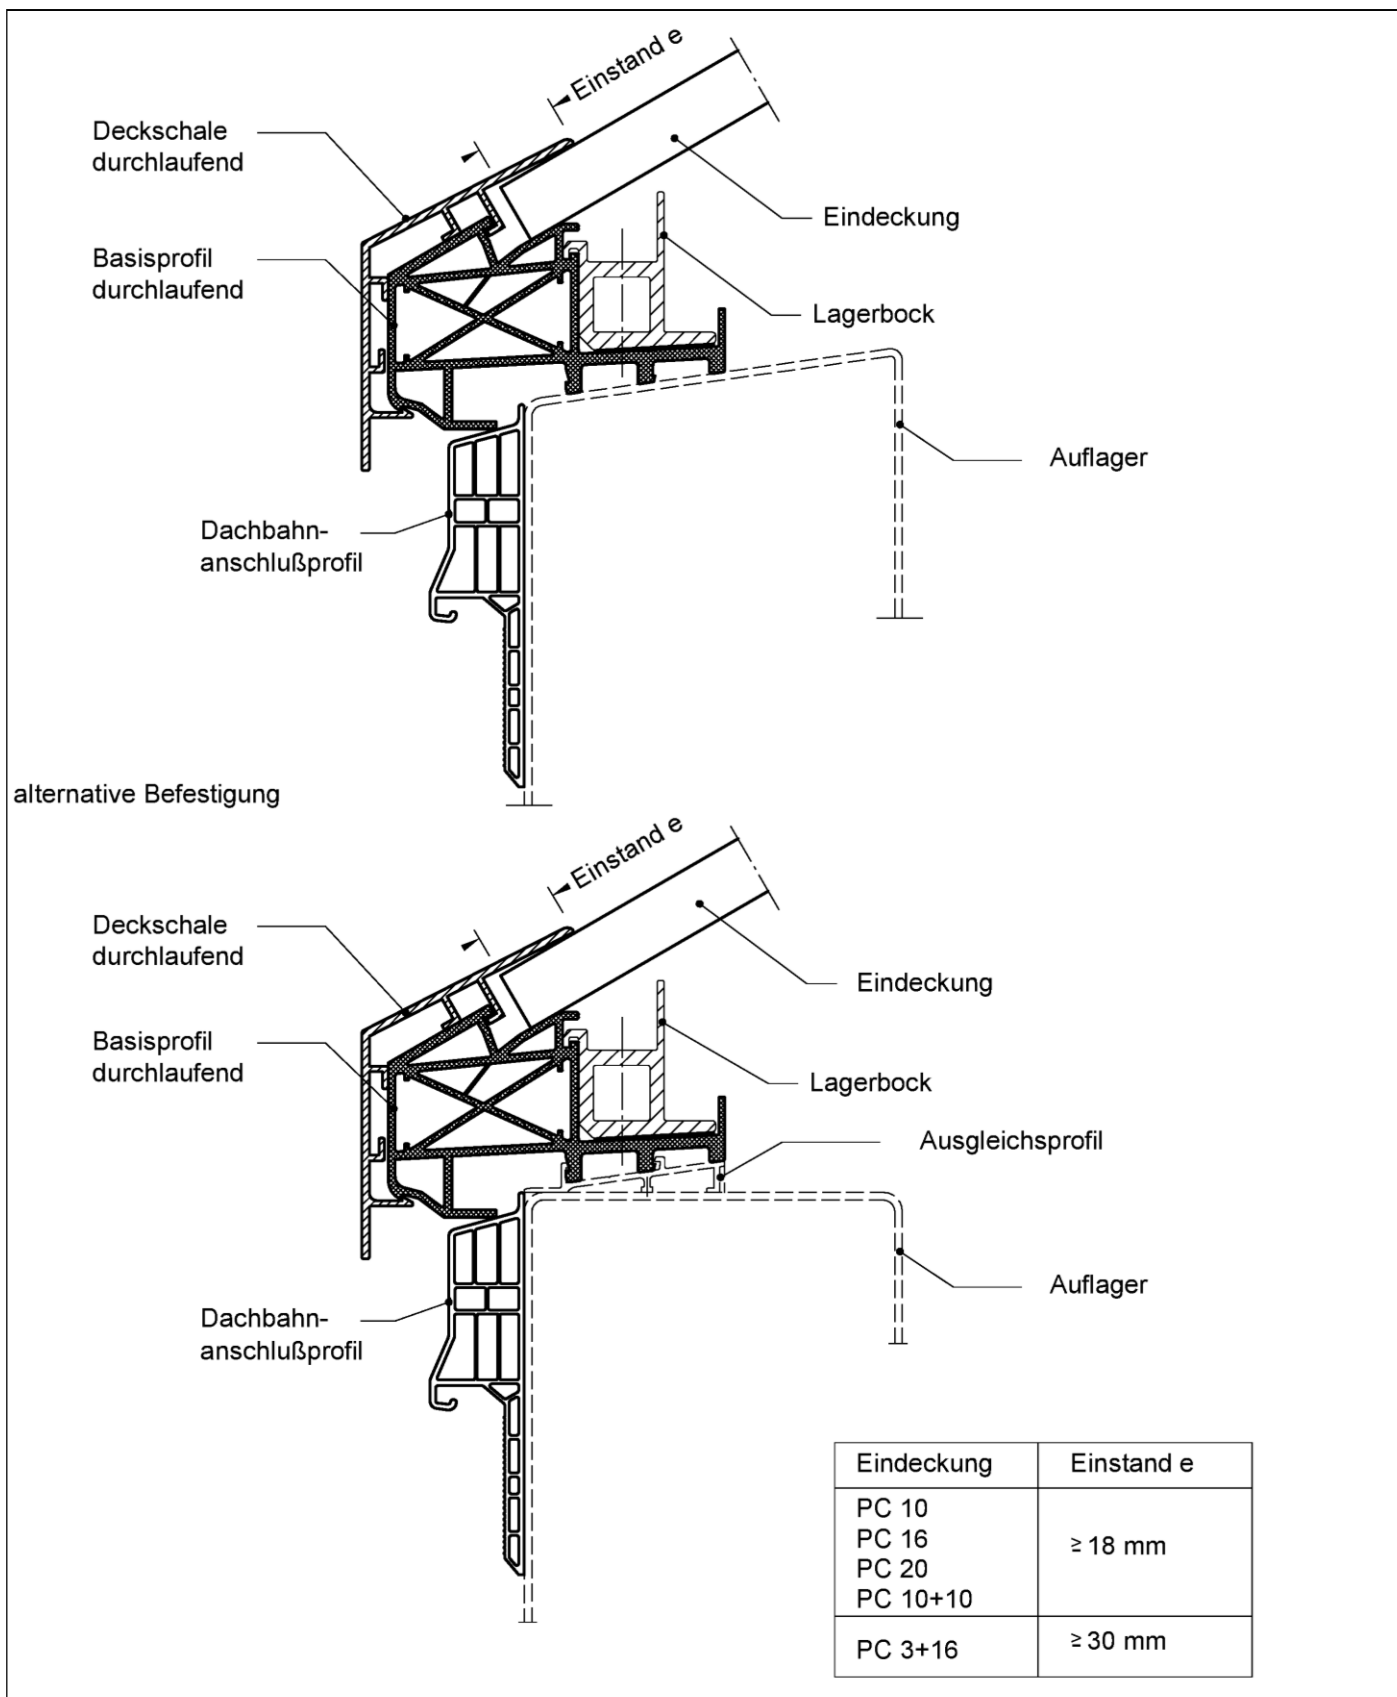 Einstand e
Deckschale
durchlaufend
Eindeckung
Basisprofil
durchlaufend
Lagerbock
Auflager
Dachbahn-
anschlußprofil
alternative Befestigung
Einstand e
Deckschale
durchlaufend
Eindeckung
Basisprofil
durchlaufend
Lagerbock
Ausgleichsprofil
Auflager
Dachbahn-
anschlußprofil
Eindeckung Einstand e
PC 10
PC 16
≥ 18 mm
PC 20
PC 10+10
PC 3+16 ≥ 30 mm